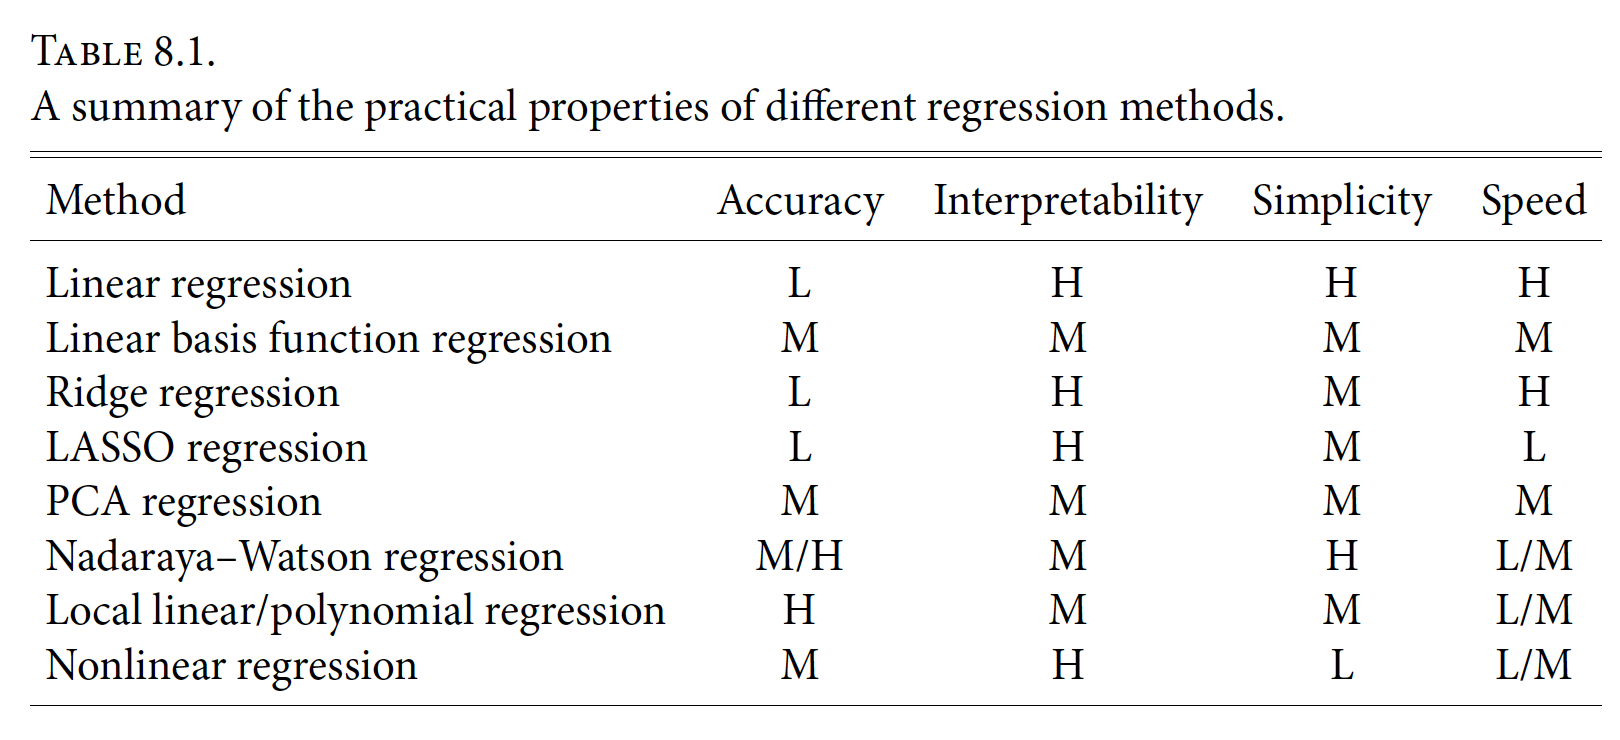 TABLE 8.1.
A summary of the practical properties of different regression methods.
Method Accuracy Interpretability Simplicity Speed
Linear regression L H H H
Linear basis function regression M M M M
Ridge regression L H M H
LASSO regression L H M L
PCA regression M M M M
Nadaraya–Watson regression M/H M H L/M
Local linear/polynomial regression H M M L/M
Nonlinear regression M H L L/M